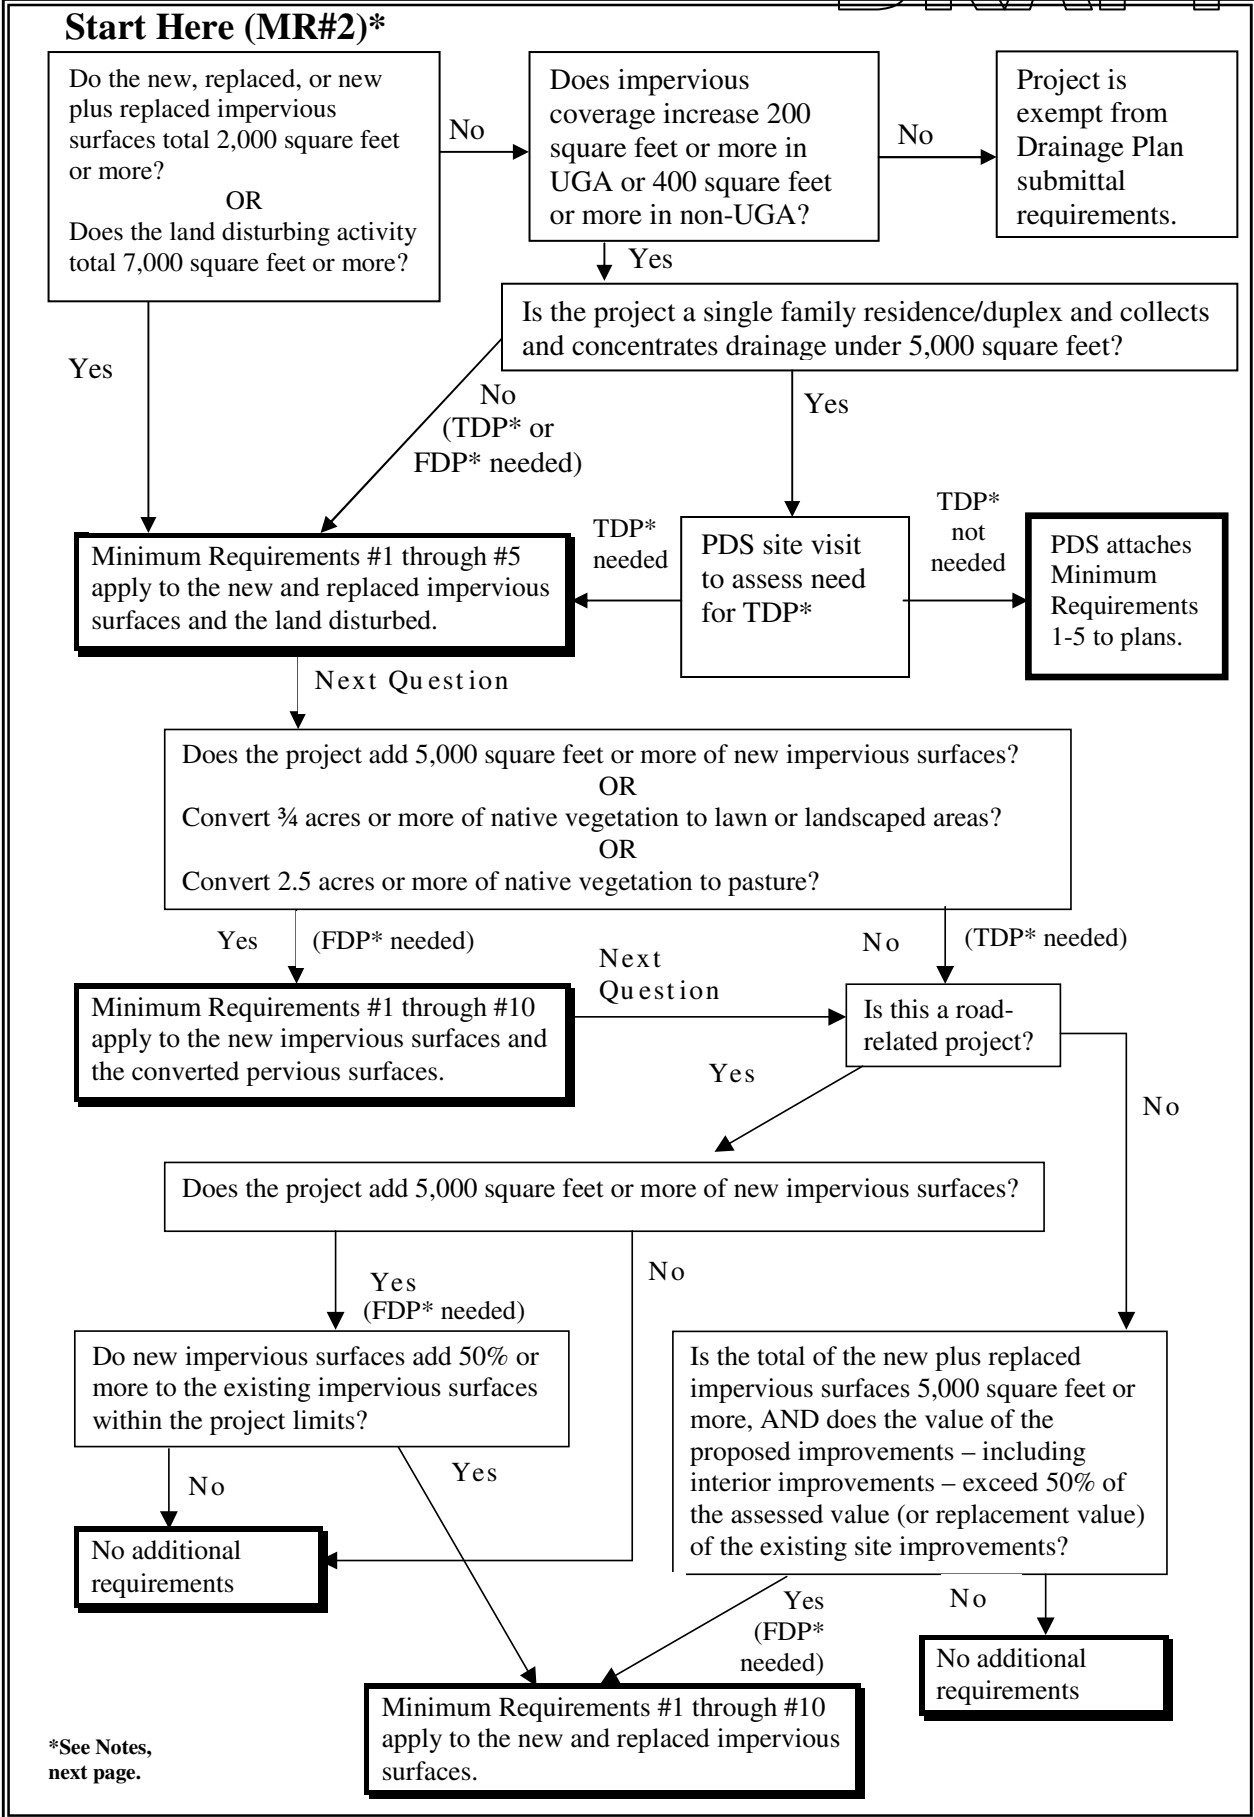 Start Here (MR#2)*
Do the new, replaced, or new
plus replaced impervious
surfaces total 2,000 square feet
or more?
OR
Does the land disturbing activity
total 7,000 square feet or more?
No
Does impervious
coverage increase 200
square feet or more in
UGA or 400 square feet
or more in non-UGA?
No
Project is
exempt from
Drainage Plan
submittal
requirements.
Yes
Is the project a single family residence/duplex and collects
and concentrates drainage under 5,000 square feet?
Yes
No
(TDP* or
FDP* needed)
Yes
Minimum Requirements #1 through #5
apply to the new and replaced impervious
surfaces and the land disturbed.
TDP*
needed
PDS site visit
to assess need
for TDP*
TDP*
not
needed
PDS attaches
Minimum
Requirements
1-5 to plans.
Next Question
Does the project add 5,000 square feet or more of new impervious surfaces?
OR
Convert ¾ acres or more of native vegetation to lawn or landscaped areas?
OR
Convert 2.5 acres or more of native vegetation to pasture?
Yes
(FDP* needed)
No
(TDP* needed)
Minimum Requirements #1 through #10
apply to the new impervious surfaces and
the converted pervious surfaces.
Next
Question
Is this a road-
related project?
Yes
No
Does the project add 5,000 square feet or more of new impervious surfaces?
Yes
(FDP* needed)
No
Do new impervious surfaces add 50% or
more to the existing impervious surfaces
within the project limits?
Is the total of the new plus replaced
impervious surfaces 5,000 square feet or
more, AND does the value of the
proposed improvements – including
interior improvements – exceed 50% of
the assessed value (or replacement value)
of the existing site improvements?
No
Yes
No additional
requirements
Yes
(FDP*
needed)
No
No additional
requirements
Minimum Requirements #1 through #10
apply to the new and replaced impervious
surfaces.
*See Notes,
next page.